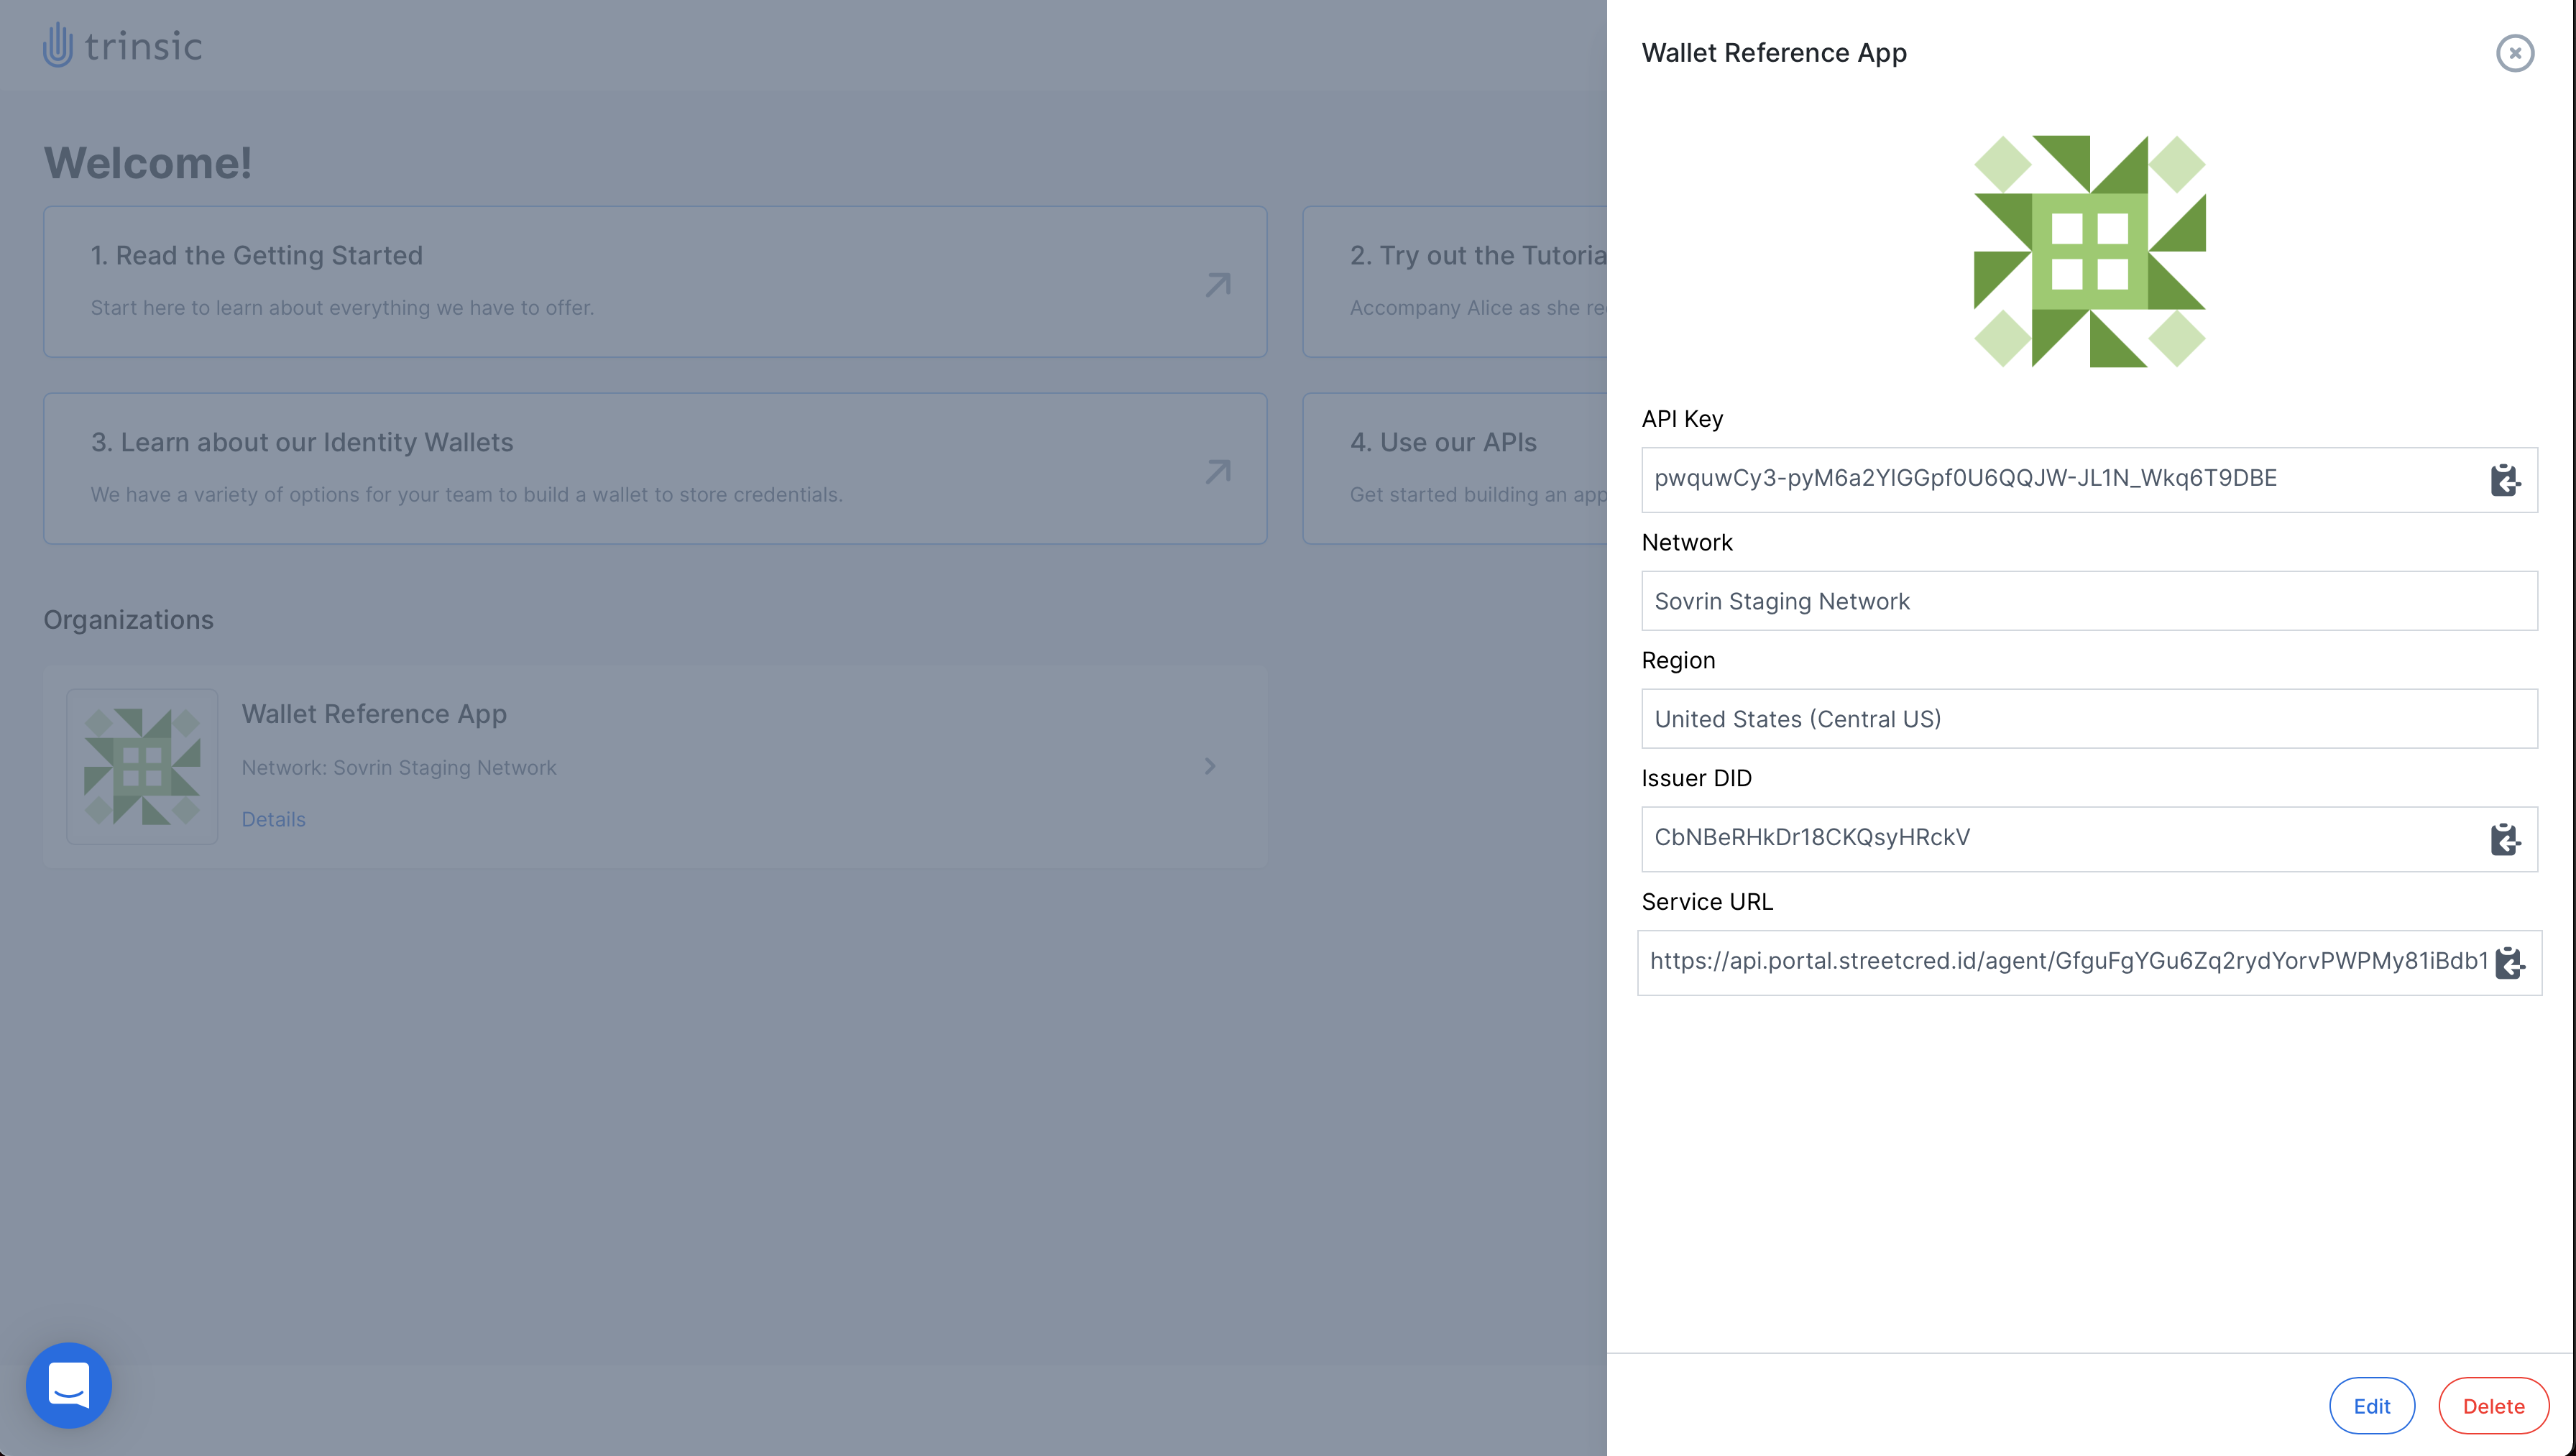 trinsic
Welcome!
1. Read the Getting Started
Start here to learn about everything we have to offer.
2. Try out the Tutoria
Accompany Alice as she re
3. Learn about our Identity Wallets
We have a variety of options for your team to build a wallet to store credentials.
4. Use our APIs
Get started building an app
Organizations
Wallet Reference App
Network: Sovrin Staging Network
Details
Wallet Reference App
API Key
pwquwCy3-pyM6a2YlGGpf0U6QQJW-JL1N_Wkq6T9DBE
Network
Sovrin Staging Network
Region
United States (Central US)
Issuer DID
CbNBeRHkDr18CKQsyHRckV
Service URL
https://api.portal.streetcred.id/agent/GfguFgYGu6Zq2rydYorvPWPMy81iBdb1
Edit
Delete